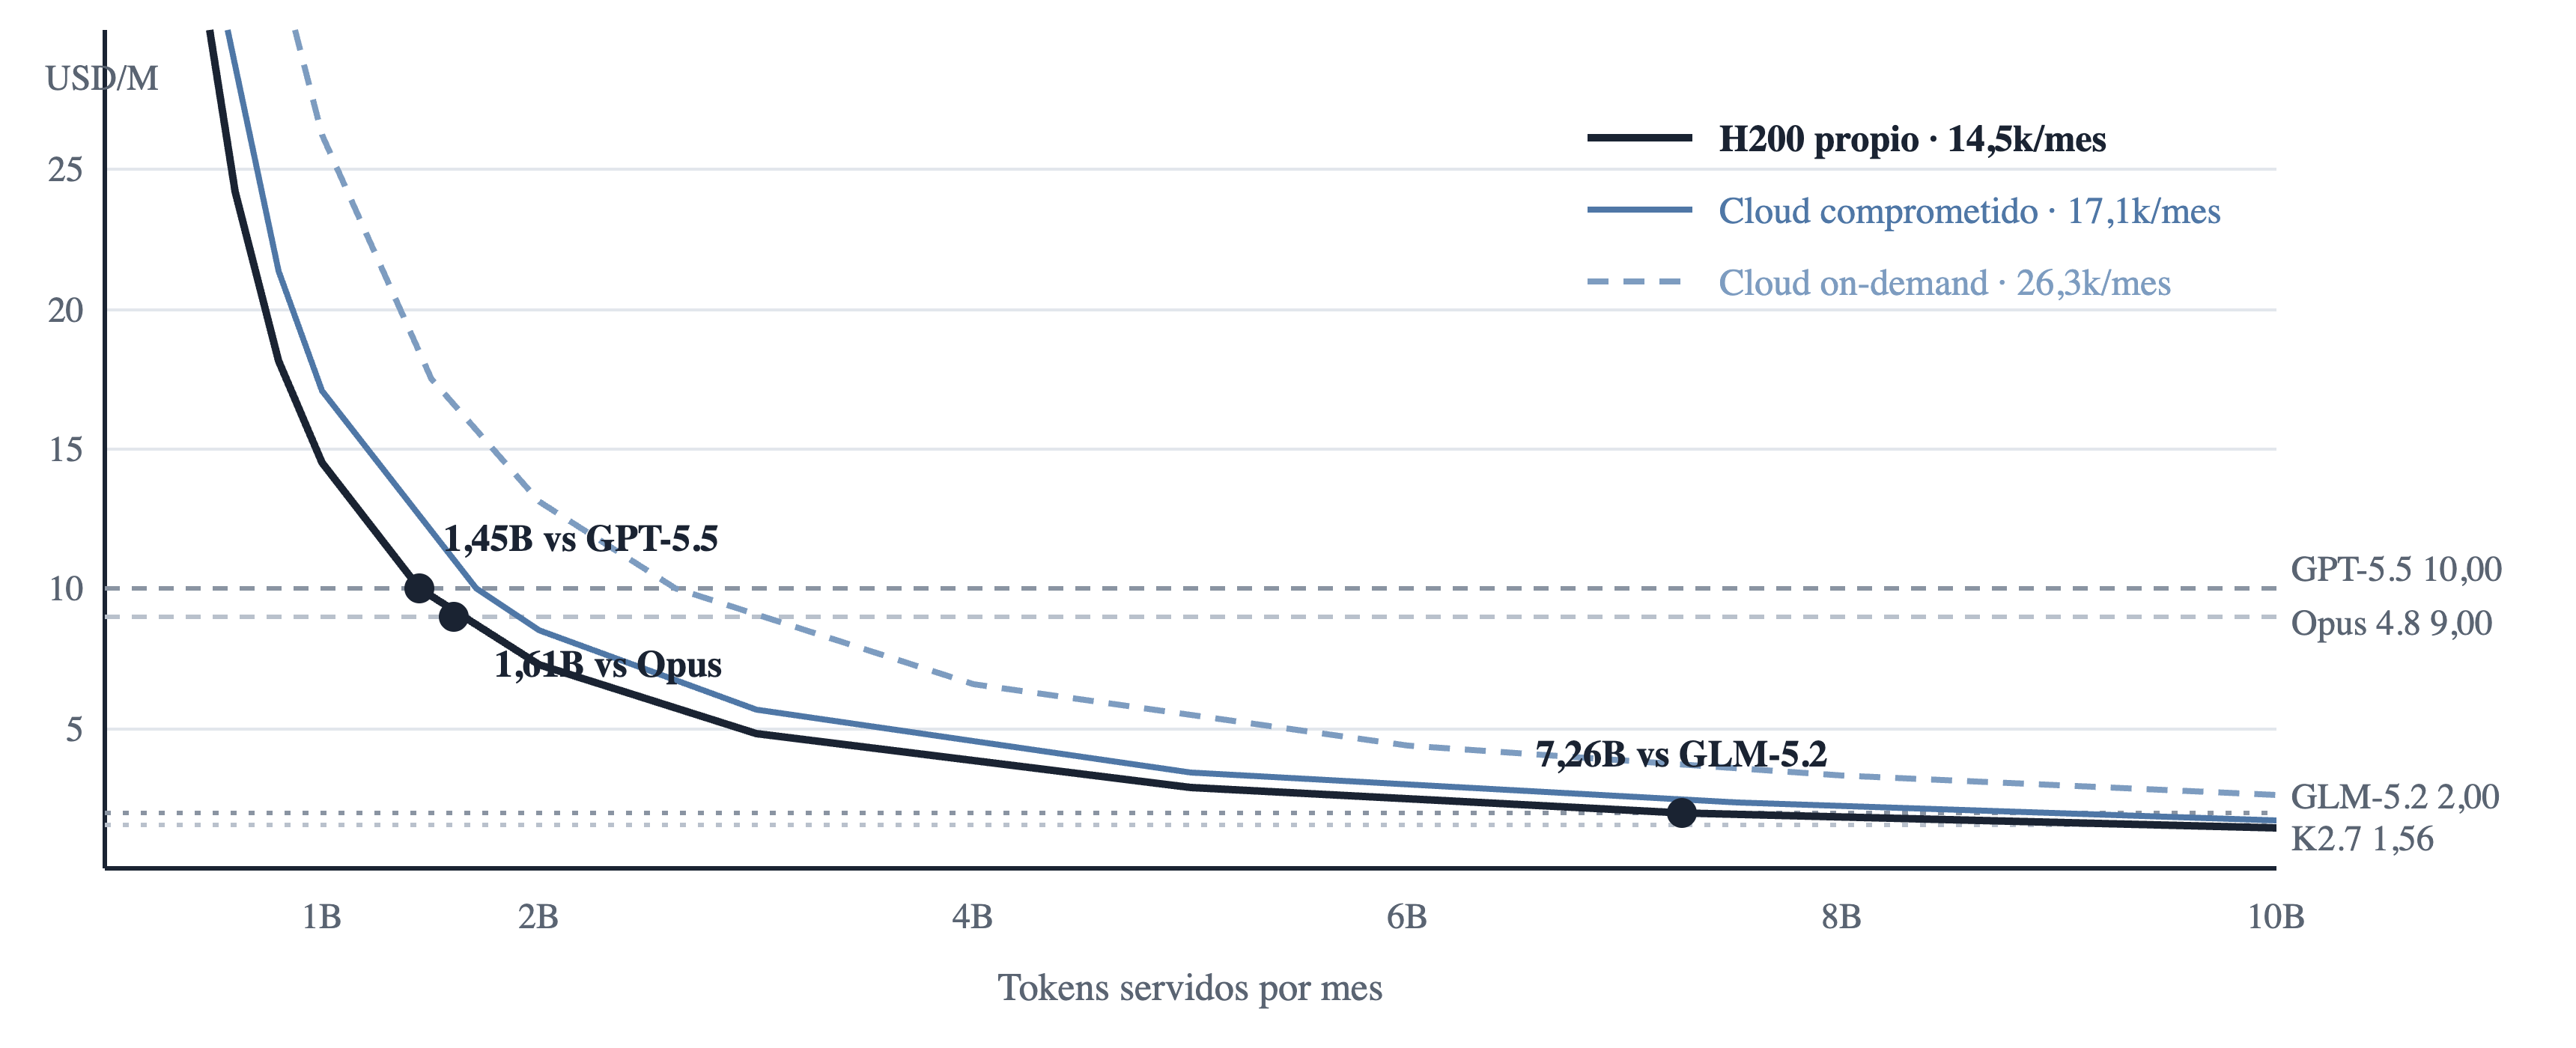 USD/M
H200 propio · 14,5k/mes
Cloud comprometido · 17,1k/mes
Cloud on-demand · 26,3k/mes
25
20
15
10
5
1,45B vs GPT-5.5
1,61B vs Opus
7,26B vs GLM-5.2
GPT-5.5 10,00
Opus 4.8 9,00
GLM-5.2 2,00
K2.7 1,56
1B
2B
4B
6B
8B
10B
Tokens servidos por mes